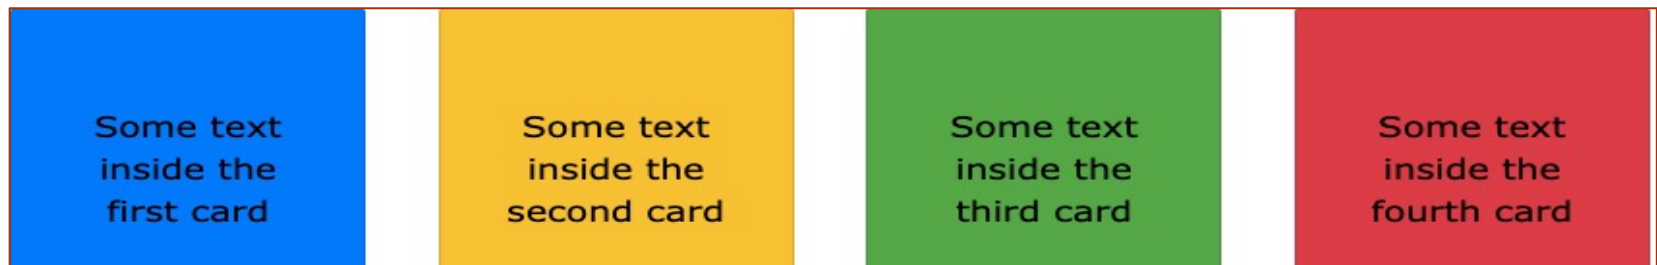 Some text
inside the
first card
Some text
inside the
second card
Some text
inside the
third card
Some text
inside the
fourth card